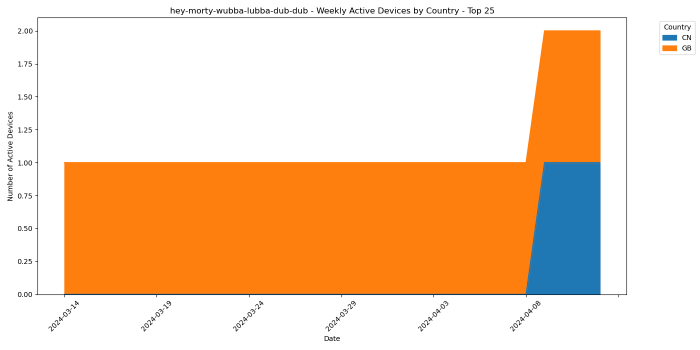 hey-morty-wubba-lubba-dub-dub - Weekly Active Devices by Country - Top 25
Country
CN
GB
Number of Active Devices
2.00
1.75
1.50
1.25
1.00
0.75
0.50
0.25
0.00
2024-03-14
2024-03-19
2024-03-24
2024-03-29
2024-04-03
2024-04-08
Date